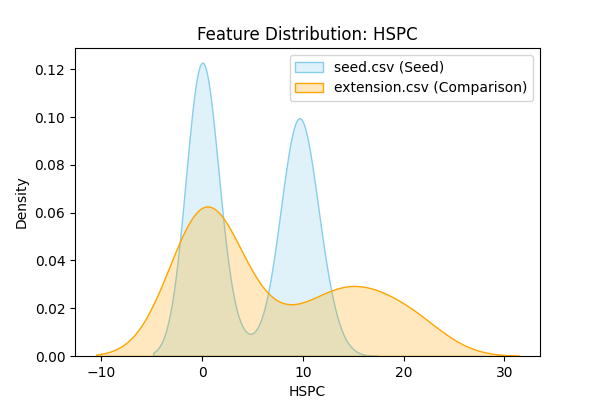 Feature Distribution: HSPC
seed.csv (Seed)
extension.csv (Comparison)
0.12
0.10
0.08
0.06
0.04
0.02
0.00
Density
−10
0
10
20
30
HSPC